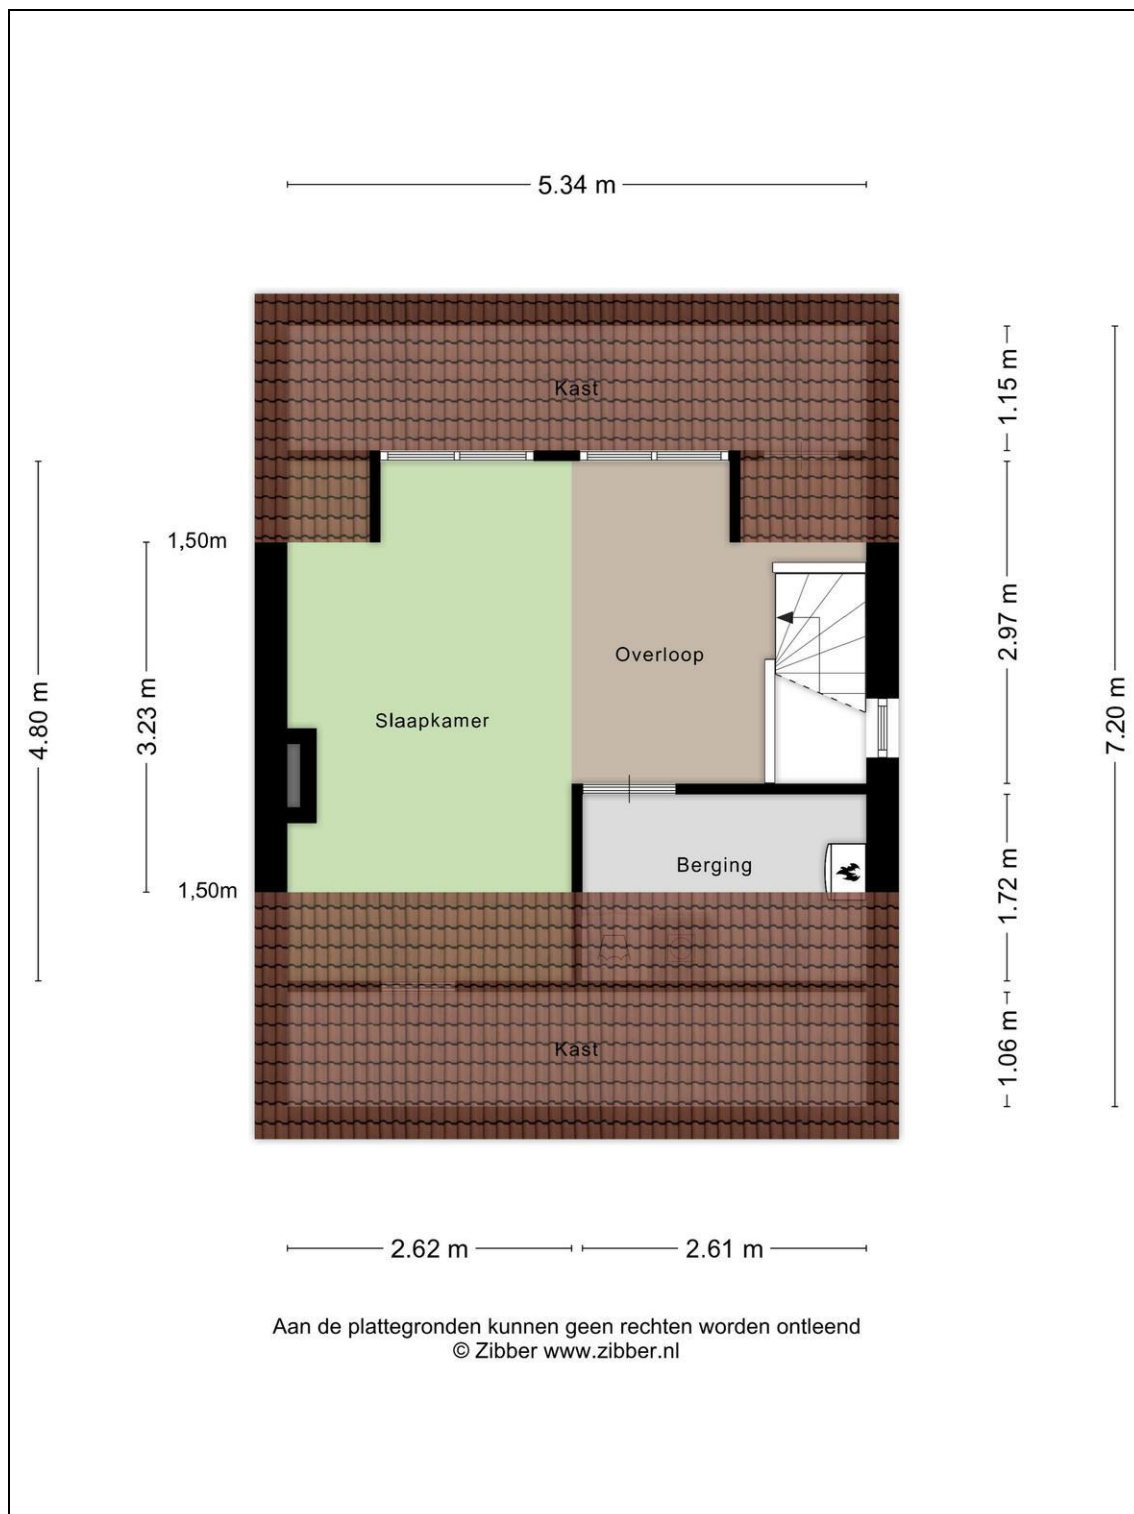 5.34 m
Kast
1.15 m
1,50m
Overloop
2.97 m
Slaapkamer
4.80 m
3.23 m
7.20 m
Berging
1.72 m
1,50m
Kast
1.06 m
2.62 m
2.61 m
Aan de plattegronden kunnen geen rechten worden ontleend
© Zibber www.zibber.nl